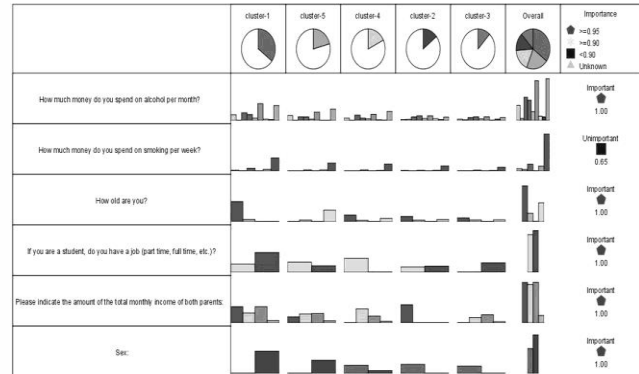 cluster-1 cluster-5 cluster-4 cluster-2 cluster-3 Overall Importance
>=0.95
>=0.90
<0.90
Unknown
How much money do you spend on alcohol per month?
Important
1.00
How much money do you spend on smoking per week?
Unimportant
0.65
How old are you?
Important
1.00
If you are a student, do you have a job (part time, full time, etc.)?
Important
1.00
Please indicate the amount of the total monthly income of both parents:
Important
1.00
Sex:
Important
1.00